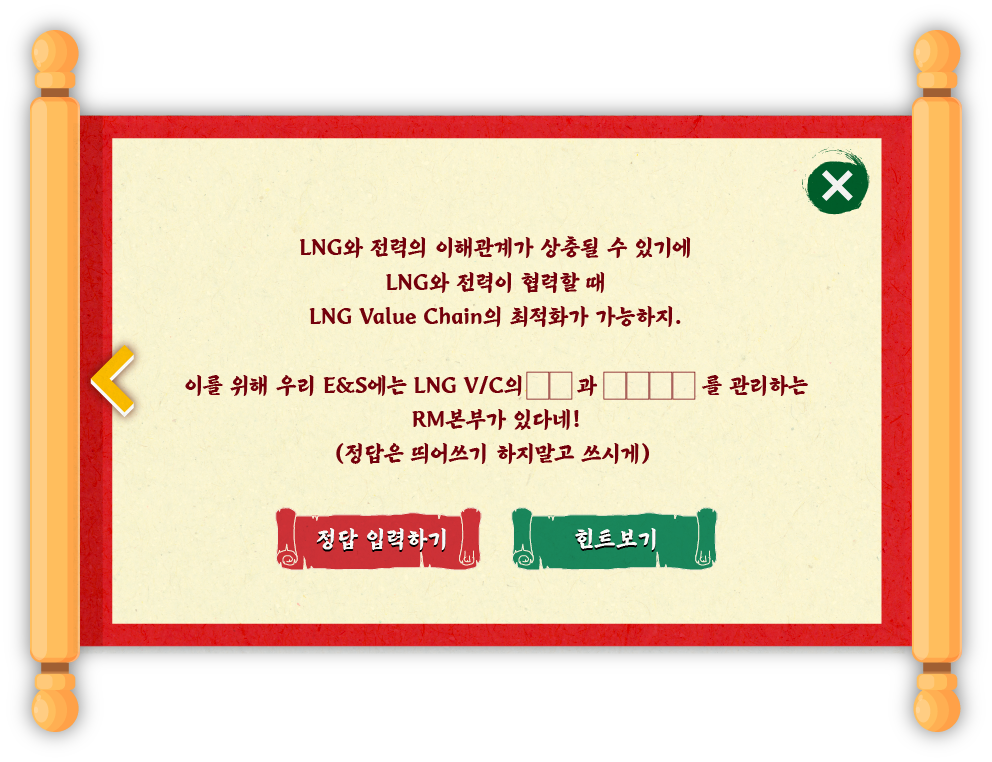 LNG와 전력의 이해관계가 상충될 수 있기에
LNG와 전력이 협력할 때
LNG Value Chain의 최적화가 가능하지.
이를 위해 우리 E&S에는 LNG V/C의□□과 □□□□를 관리하는
RM본부가 있다네!
(정답은 띄어쓰기 하지말고 쓰시게)
정답 입력하기
힌트보기